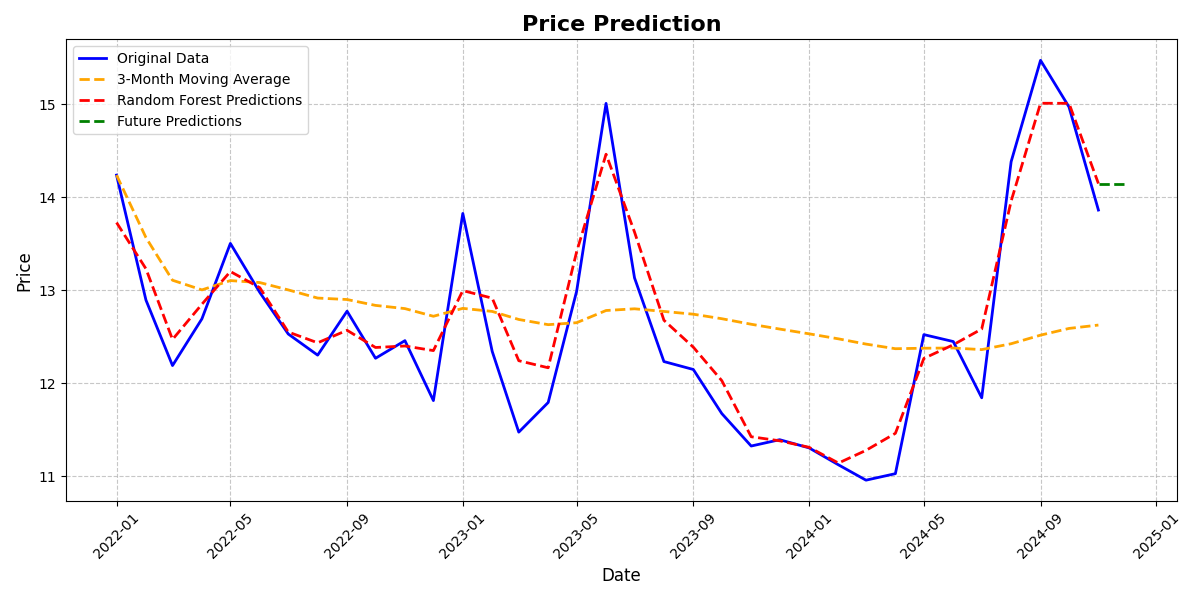 Price Prediction
Original Data
3-Month Moving Average
Random Forest Predictions
Future Predictions
Price
15
14
13
12
11
2022-01
2022-05
2022-09
2023-01
2023-05
2023-09
2024-01
2024-05
2024-09
2025-01
Date